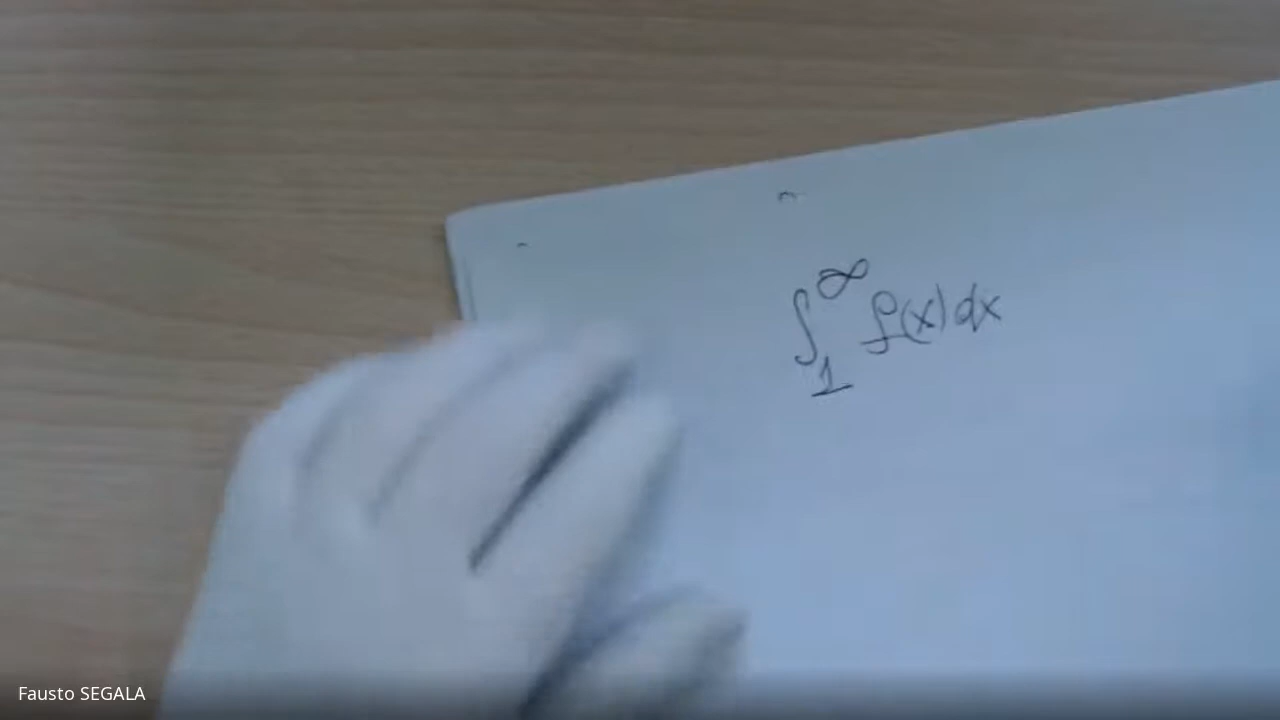 ∫₁^∞ f(x) dx
Fausto SEGALA